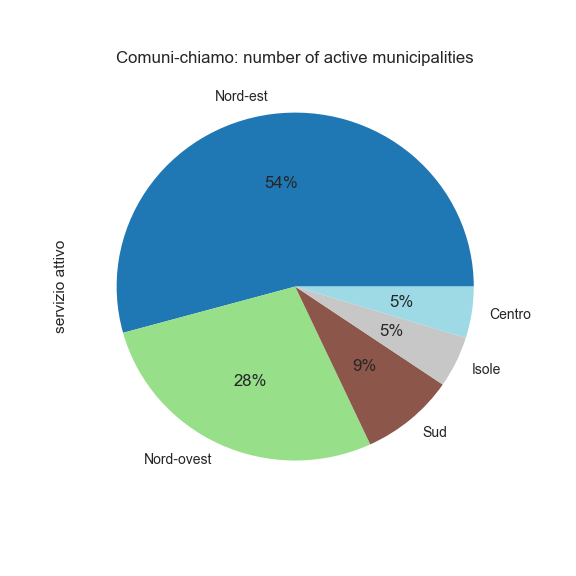 Comuni-chiamo: number of active municipalities
Nord-est
54%
servizio attivo
5%
Centro
5%
Isole
9%
28%
Sud
Nord-ovest